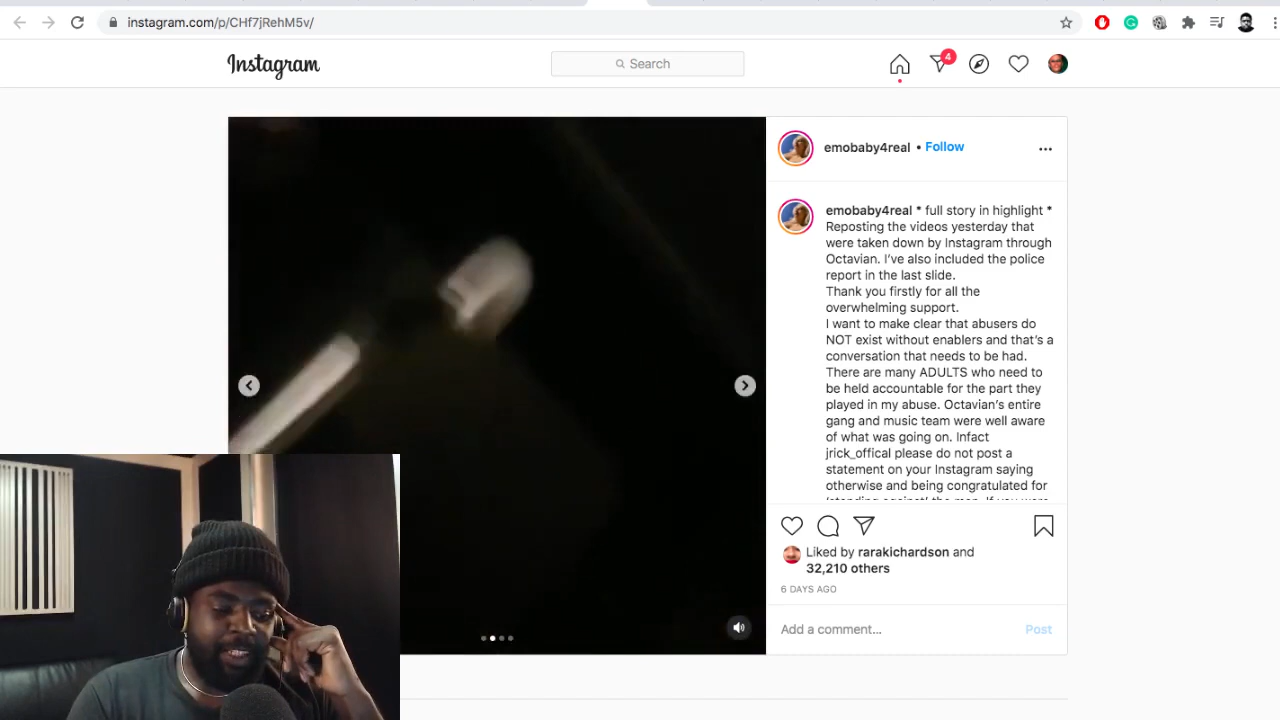 instagram.com/p/CHf7jRehM5v/
Instagram
Search
4
emobaby4real • Follow
emobaby4real * full story in highlight *
Reposting the videos yesterday that
were taken down by Instagram through
Octavian. I've also included the police
report in the last slide.
Thank you firstly for all the
overwhelming support.
I want to make clear that abusers do
NOT exist without enablers and that's a
conversation that needs to be had.
There are many ADULTS who need to
be held accountable for the part they
played in my abuse. Octavian's entire
gang and music team were well aware
of what was going on. Infact
jrick_offical please do not post a
statement on your Instagram saying
otherwise and being congratulated for
Liked by rarakichardson and
32,210 others
6 DAYS AGO
Add a comment...
Post